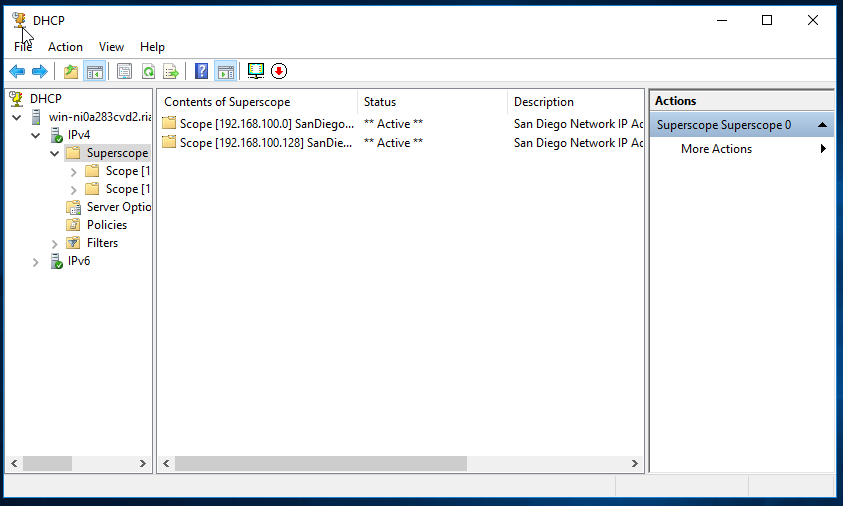 DHCP
File Action View Help
DHCP
win-ni0a283cvd2.ria
IPv4
Superscope
Scope [1
Scope [1
Server Optio
Policies
Filters
IPv6
Contents of Superscope Status Description
Scope [192.168.100.0] SanDiego... ** Active ** San Diego Network IP Ad
Scope [192.168.100.128] SanDie... ** Active ** San Diego Network IP Ad
Actions
Superscope Superscope 0
More Actions